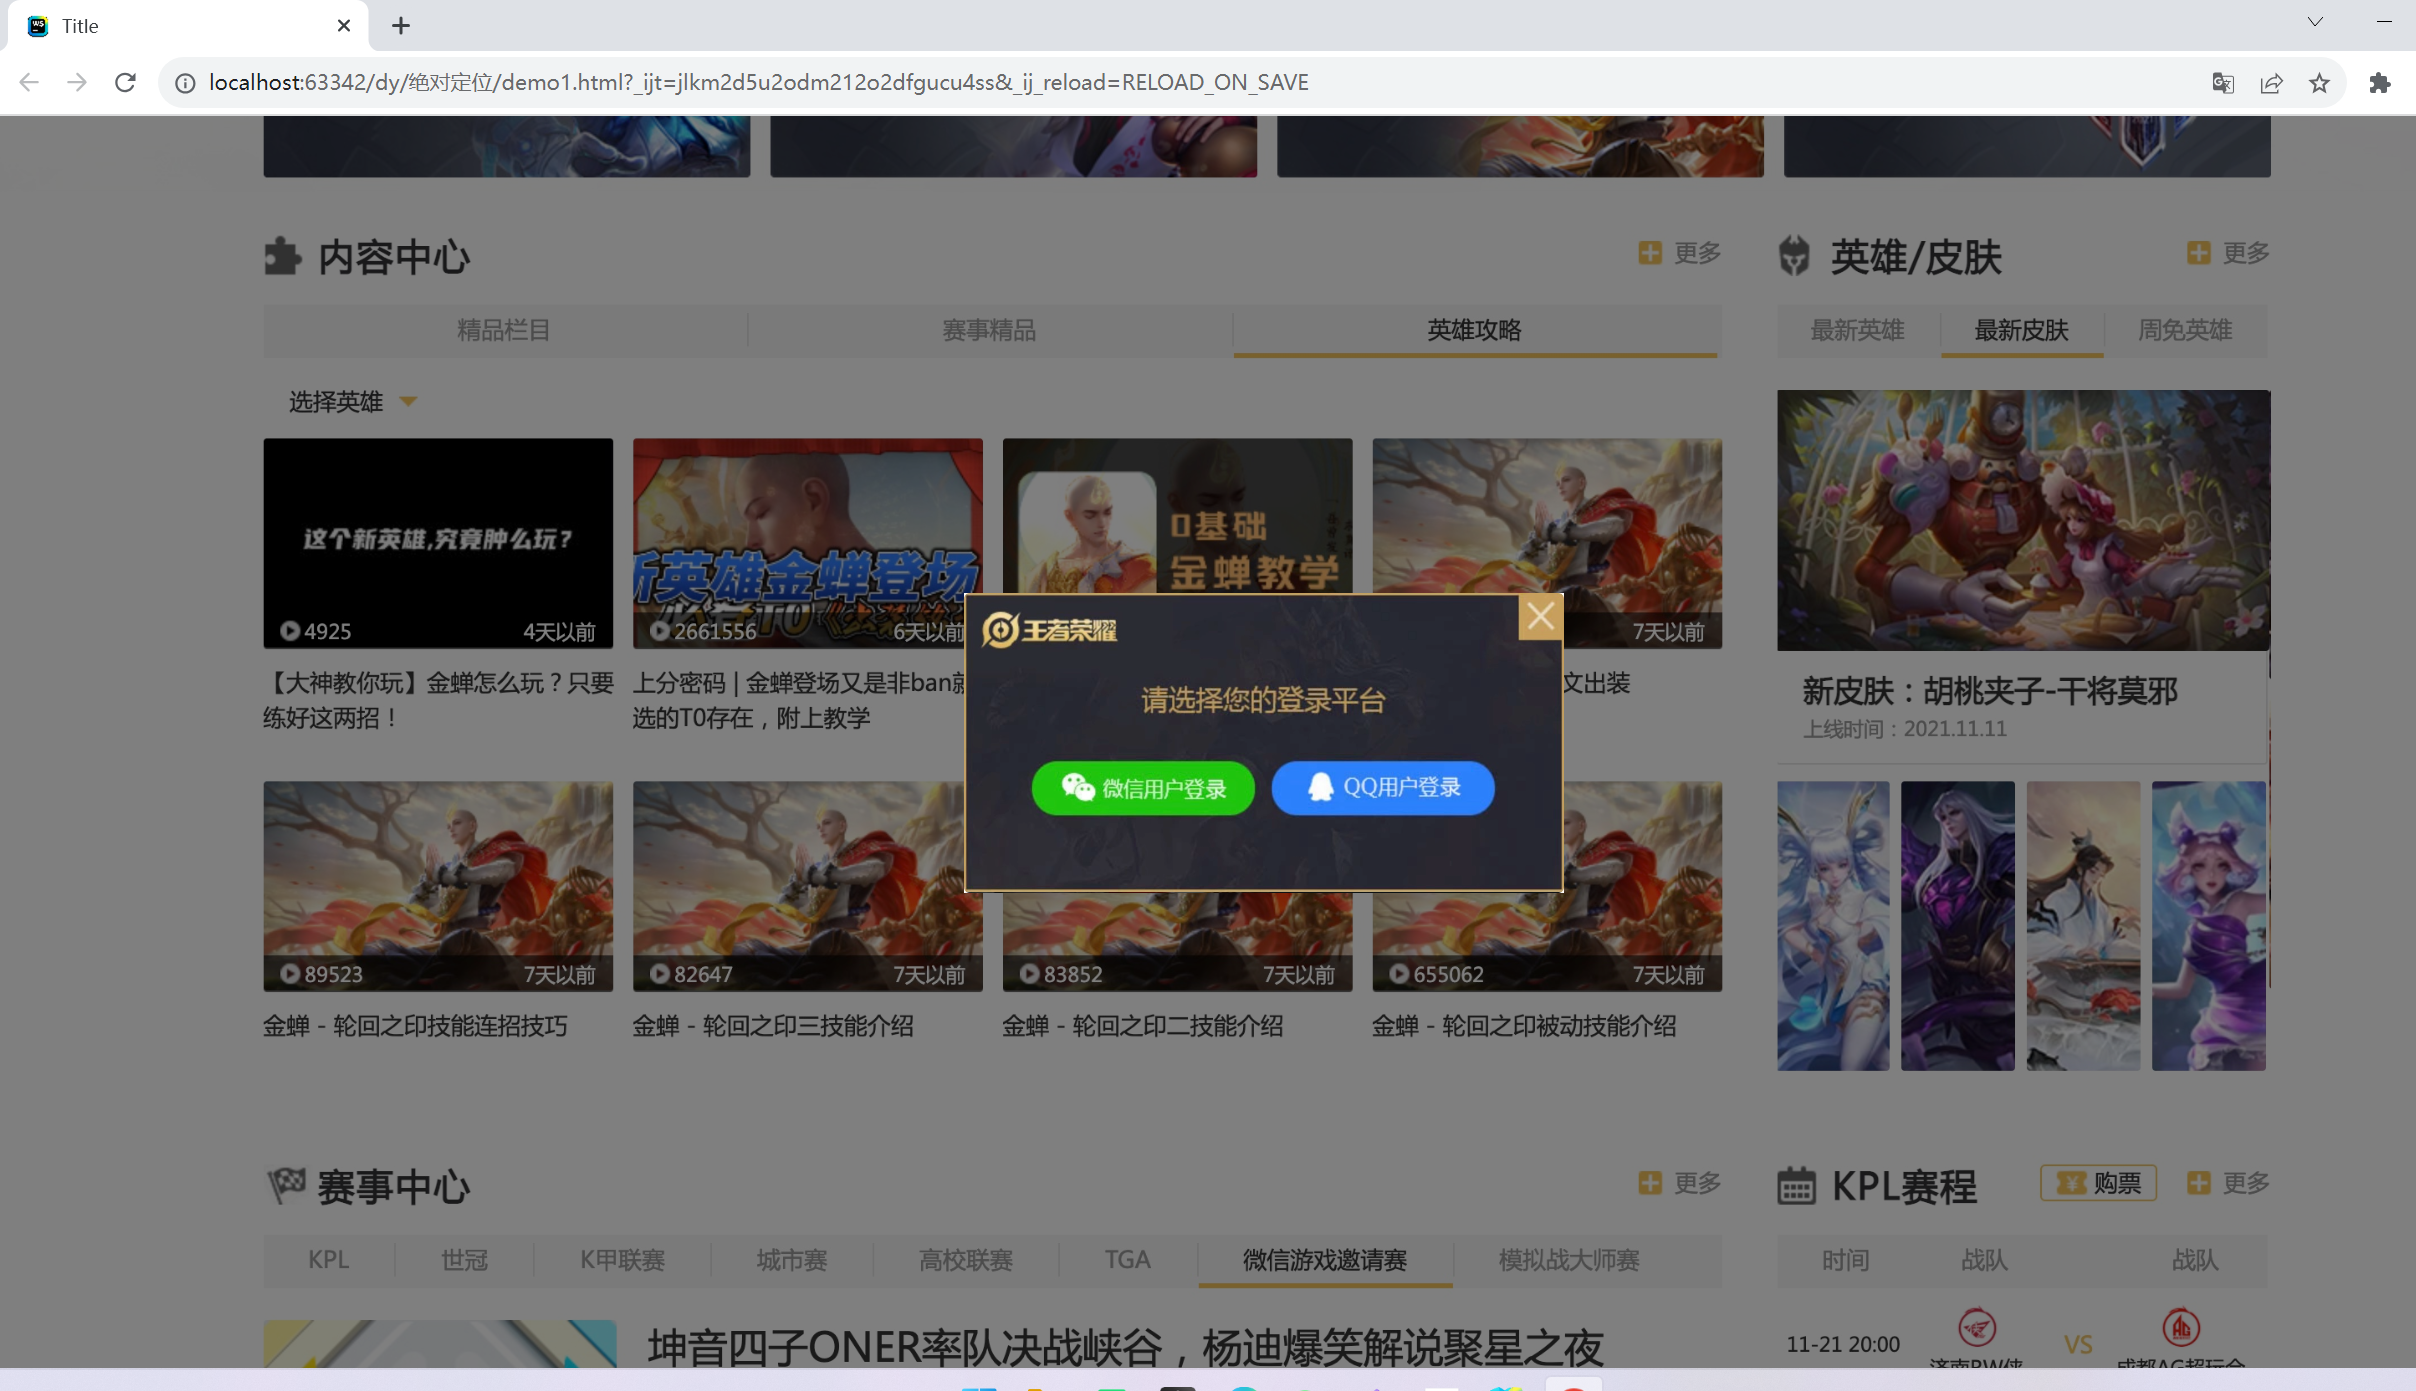 Title
localhost:63342/dy/绝对定位/demo1.html?_ijt=jlkm2d5u2odm212o2dfgucu4ss&_ij_reload=RELOAD_ON_SAVE
内容中心
更多
英雄/皮肤
更多
精品栏目
赛事精品
英雄攻略
最新英雄
最新皮肤
周免英雄
选择英雄
这个新英雄,究竟肿么玩?
新英雄金蝉登场
0基础
金蝉教学
4925
4天以前
2661556
6天以前
7天以前
【大神教你玩】金蝉怎么玩？只要
练好这两招！
上分密码 | 金蝉登场又是非ban
选的T0存在，附上教学
文出装
王者荣耀
请选择您的登录平台
微信用户登录
QQ用户登录
新皮肤：胡桃夹子-干将莫邪
上线时间：2021.11.11
89523
7天以前
82647
7天以前
83852
7天以前
655062
7天以前
金蝉 - 轮回之印技能连招技巧
金蝉 - 轮回之印三技能介绍
金蝉 - 轮回之印二技能介绍
金蝉 - 轮回之印被动技能介绍
赛事中心
更多
KPL赛程
购票
更多
KPL
世冠
K甲联赛
城市赛
高校联赛
TGA
微信游戏邀请赛
模拟战大师赛
时间
战队
战队
坤音四子ONER率队决战峡谷，杨迪爆笑解说聚星之夜
11-21 20:00
VS
AG
济南RW侠
成都AG超玩会